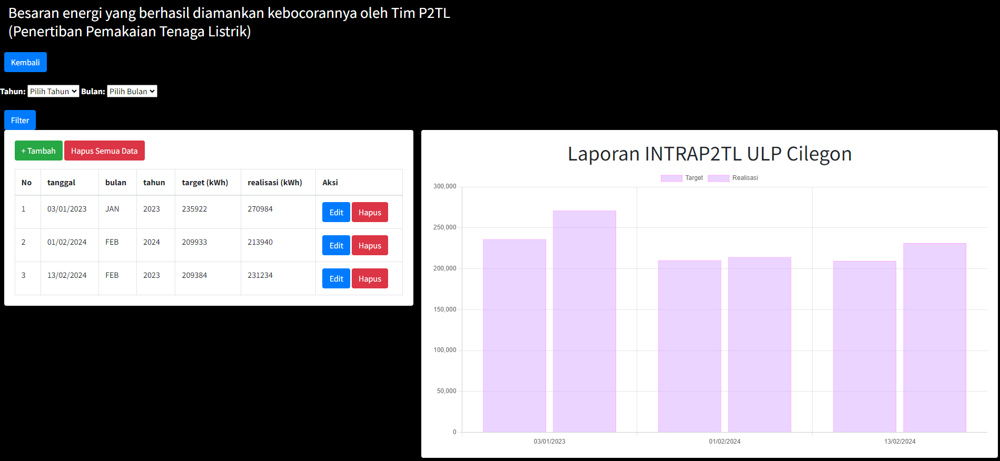 Besaran energi yang berhasil diamankan kebocorannya oleh Tim P2TL
(Penertiban Pemakaian Tenaga Listrik)
Kembali
Tahun: Pilih Tahun Bulan: Pilih Bulan
Filter
+ Tambah Hapus Semua Data
No tanggal bulan tahun target (kWh) realisasi (kWh) Aksi
1 03/01/2023 JAN 2023 235922 270984 Edit Hapus
2 01/02/2024 FEB 2024 209933 213940 Edit Hapus
3 13/02/2024 FEB 2023 209384 231234 Edit Hapus
Laporan INTRAP2TL ULP Cilegon
Target Realisasi
300,000
250,000
200,000
150,000
100,000
50,000
0
03/01/2023 01/02/2024 13/02/2024